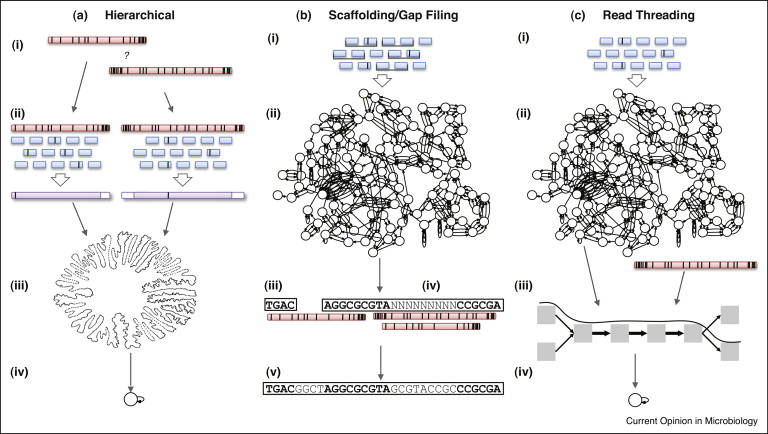 (a) Hierarchical
(i)
?
(ii)
(iii)
(iv)
(b) Scaffolding/Gap Filing
(i)
(ii)
(iii)
(iv)
TGAC
AGGCGCGTANNNNNNNNNCCGCGA
(v)
TGACGGCTAGGCGCGTAGCGTACCGCCCGCGA
(c) Read Threading
(i)
(ii)
(iii)
(iv)
Current Opinion in Microbiology